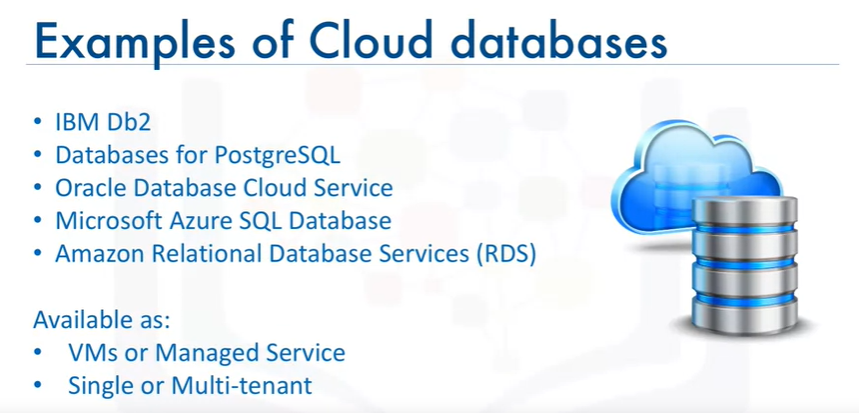 Examples of Cloud databases
• IBM Db2
• Databases for PostgreSQL
• Oracle Database Cloud Service
• Microsoft Azure SQL Database
• Amazon Relational Database Services (RDS)
Available as:
• VMs or Managed Service
• Single or Multi-tenant